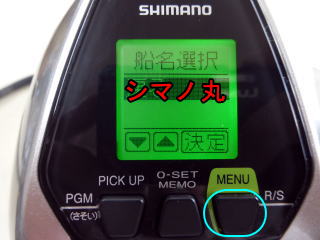 SHIMANO
船名選択
シマノ丸
決定
PICK UP
O-SET
MEMO
MENU
PGM
(さそい)
R/S